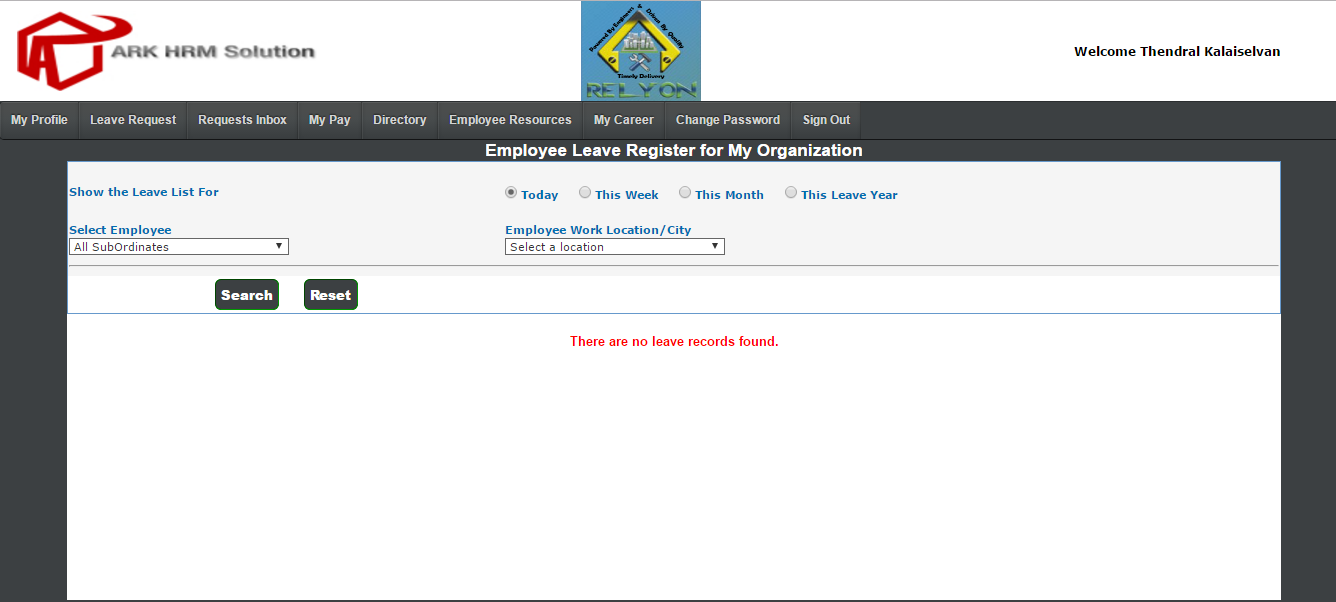 ARK HRM Solution
Powered By Engineers & Driven By Quality
Timely Delivery
RELYON
Welcome Thendral Kalaiselvan
My Profile Leave Request Requests Inbox My Pay Directory Employee Resources My Career Change Password Sign Out
Employee Leave Register for My Organization
Show the Leave List For Today This Week This Month This Leave Year
Select Employee Employee Work Location/City
All SubOrdinates Select a location
Search Reset
There are no leave records found.